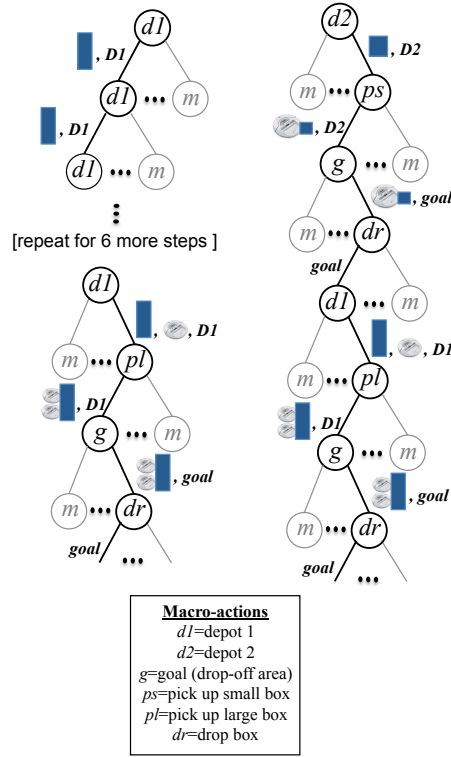 d1
, D1
d1
m
, D1
d1
m
[repeat for 6 more steps ]
d1
, , D1
m
pl
, D1
g
m
, goal
m
dr
goal
d2
, D2
m
ps
, D2
g
m
, goal
m
dr
goal
d1
m
, , D1
m
pl
, D1
g
m
, goal
m
dr
goal
Macro-actions
d1=depot 1
d2=depot 2
g=goal (drop-off area)
ps=pick up small box
pl=pick up large box
dr=drop box